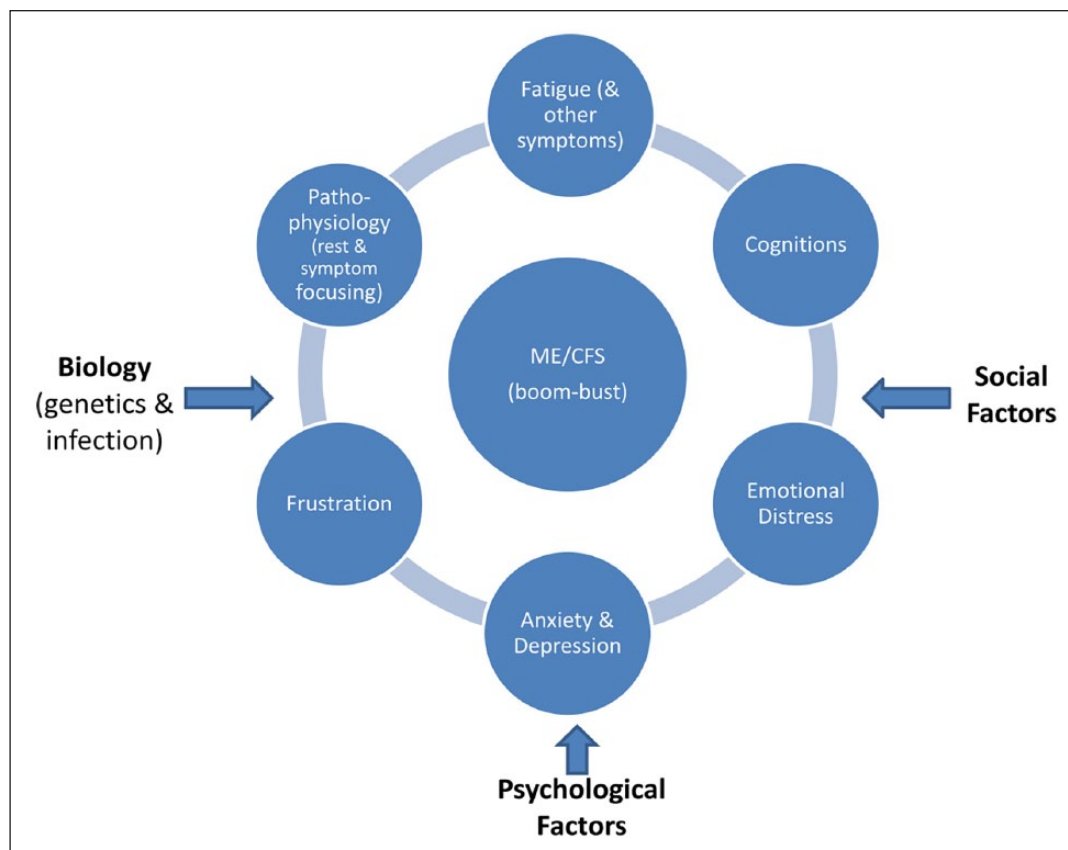 Fatigue (&
other
symptoms)
Patho-
physiology
(rest &
symptom
focusing)
Cognitions
ME/CFS
(boom-bust)
Biology
(genetics &
infection)
Social
Factors
Frustration
Emotional
Distress
Anxiety &
Depression
Psychological
Factors